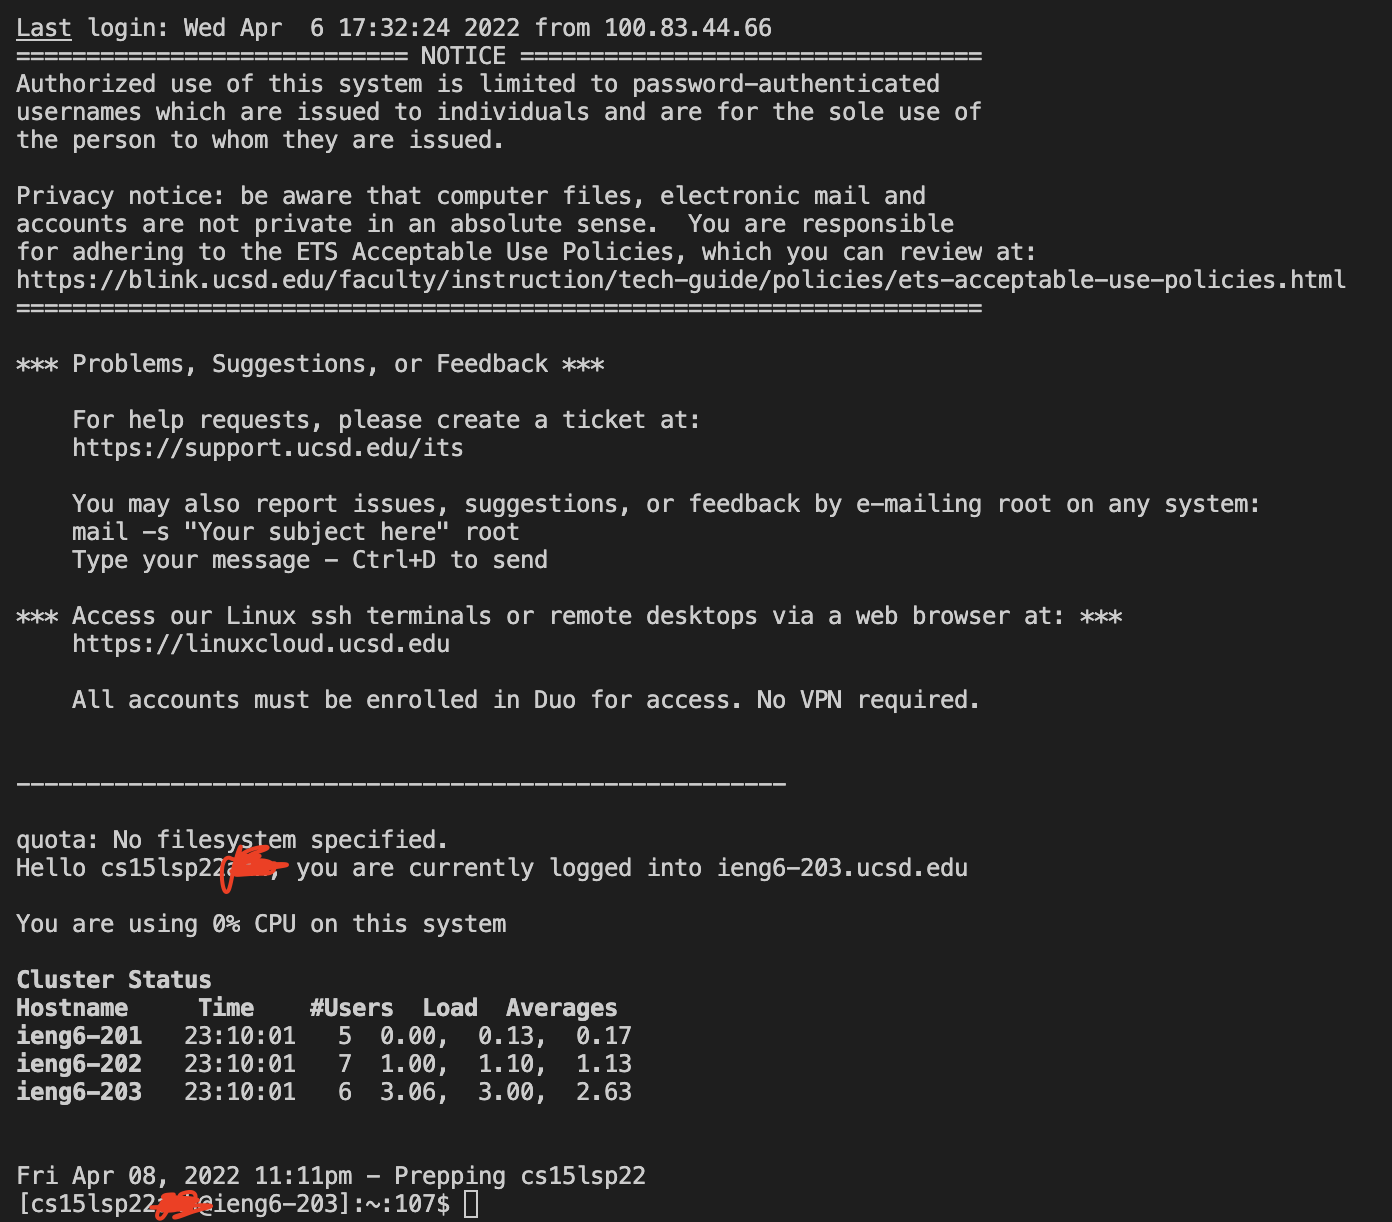 Last login: Wed Apr  6 17:32:24 2022 from 100.83.44.66
============================ NOTICE =================================
Authorized use of this system is limited to password-authenticated
usernames which are issued to individuals and are for the sole use of
the person to whom they are issued.
Privacy notice: be aware that computer files, electronic mail and
accounts are not private in an absolute sense.  You are responsible
for adhering to the ETS Acceptable Use Policies, which you can review at:
https://blink.ucsd.edu/faculty/instruction/tech-guide/policies/ets-acceptable-use-policies.html
=====================================================================
*** Problems, Suggestions, or Feedback ***
For help requests, please create a ticket at:
https://support.ucsd.edu/its
You may also report issues, suggestions, or feedback by e-mailing root on any system:
mail -s "Your subject here" root
Type your message - Ctrl+D to send
*** Access our Linux ssh terminals or remote desktops via a web browser at: ***
https://linuxcloud.ucsd.edu
All accounts must be enrolled in Duo for access. No VPN required.
-------------------------------------------------------
quota: No filesystem specified.
Hello cs15lsp22 , you are currently logged into ieng6-203.ucsd.edu
You are using 0% CPU on this system
Cluster Status
Hostname     Time    #Users  Load  Averages
ieng6-201   23:10:01   5  0.00,  0.13,  0.17
ieng6-202   23:10:01   7  1.00,  1.10,  1.13
ieng6-203   23:10:01   6  3.06,  3.00,  2.63
Fri Apr 08, 2022 11:11pm - Prepping cs15lsp22
[cs15lsp22 @ieng6-203]:~:107$